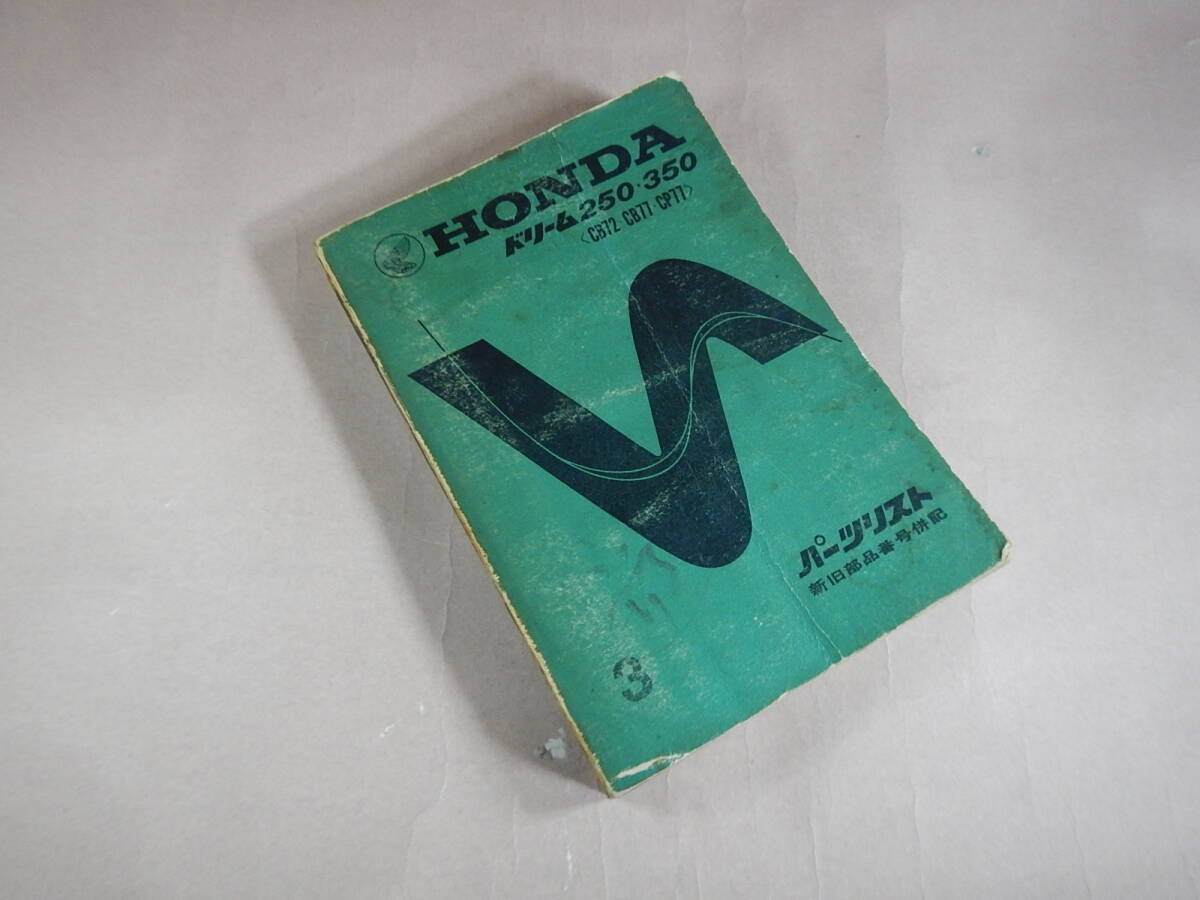 HONDA
ドリーム250・350
〈CB72・CB77・CP77〉
パーツリスト
新旧部品番号併記
3